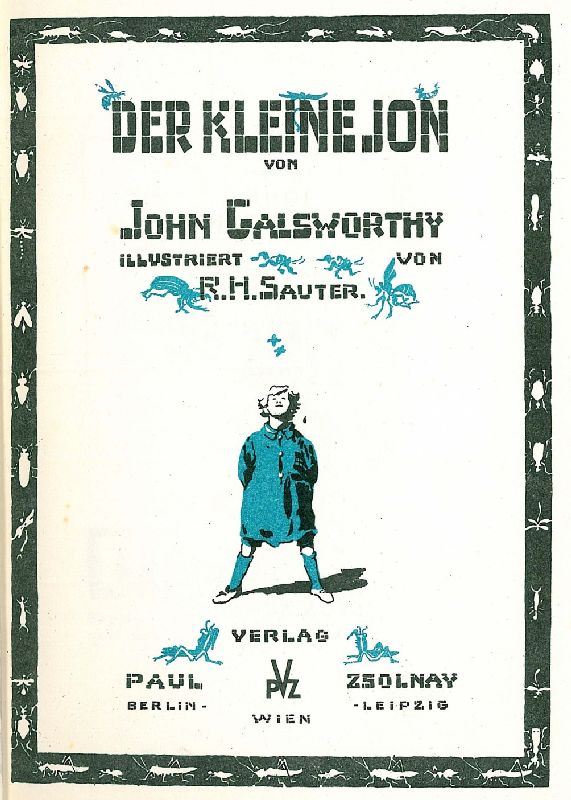 DER KLEINE JON
VON
JOHN GALSWORTHY
ILLUSTRIERT VON
R.H.SAUTER.
VERLAG
PAUL PVZ ZSOLNAY
BERLIN- WIEN -LEIPZIG